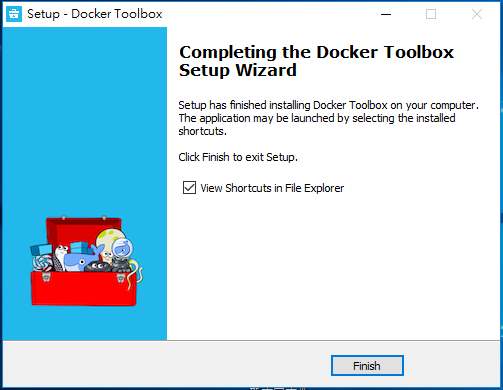 Setup - Docker Toolbox
Completing the Docker Toolbox
Setup Wizard
Setup has finished installing Docker Toolbox on your computer.
The application may be launched by selecting the installed
shortcuts.
Click Finish to exit Setup.
View Shortcuts in File Explorer
Finish